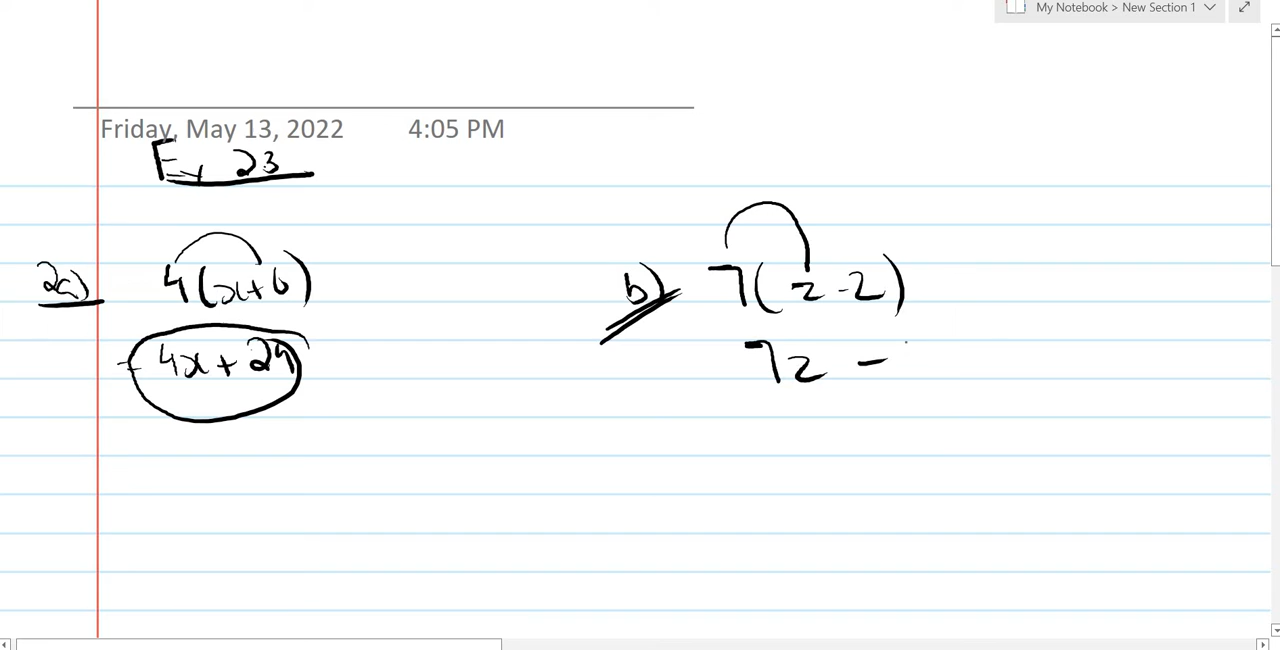 My Notebook > New Section 1
Friday, May 13, 2022 4:05 PM
Ex 23
2a) 4(x+6)
= 4x + 24
b) 7(z-2)
7z -